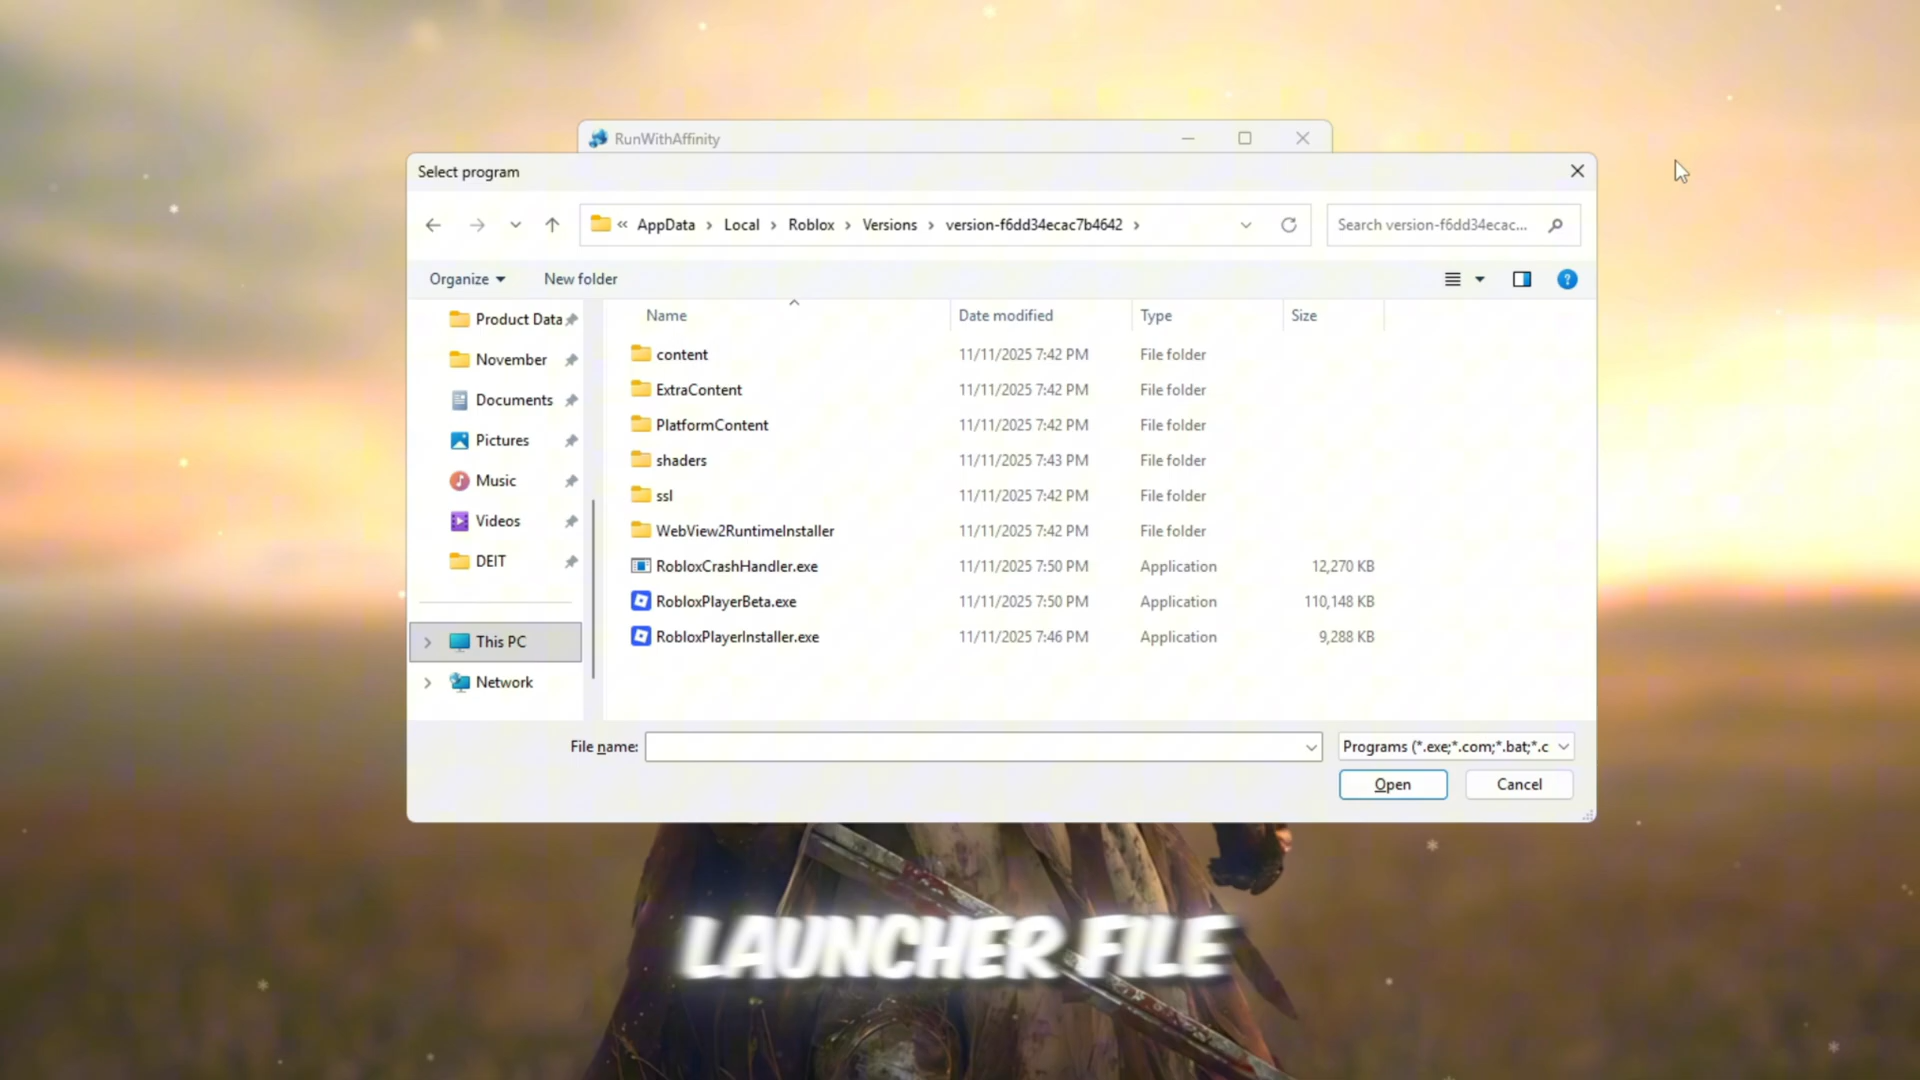 RunWithAffinity
Select program
« AppData > Local > Roblox > Versions > version-f6dd34ecac7b4642 >
Search version-f6dd34ecac...
Organize
New folder
Name
Date modified
Type
Size
Product Data
November
Documents
Pictures
Music
Videos
DEIT
This PC
Network
content 11/11/2025 7:42 PM File folder
ExtraContent 11/11/2025 7:42 PM File folder
PlatformContent 11/11/2025 7:42 PM File folder
shaders 11/11/2025 7:43 PM File folder
ssl 11/11/2025 7:42 PM File folder
WebView2RuntimeInstaller 11/11/2025 7:42 PM File folder
RobloxCrashHandler.exe 11/11/2025 7:50 PM Application 12,270 KB
RobloxPlayerBeta.exe 11/11/2025 7:50 PM Application 110,148 KB
RobloxPlayerInstaller.exe 11/11/2025 7:46 PM Application 9,288 KB
File name:
Programs (*.exe;*.com;*.bat;*.c
Open
Cancel
LAUNCHER FILE